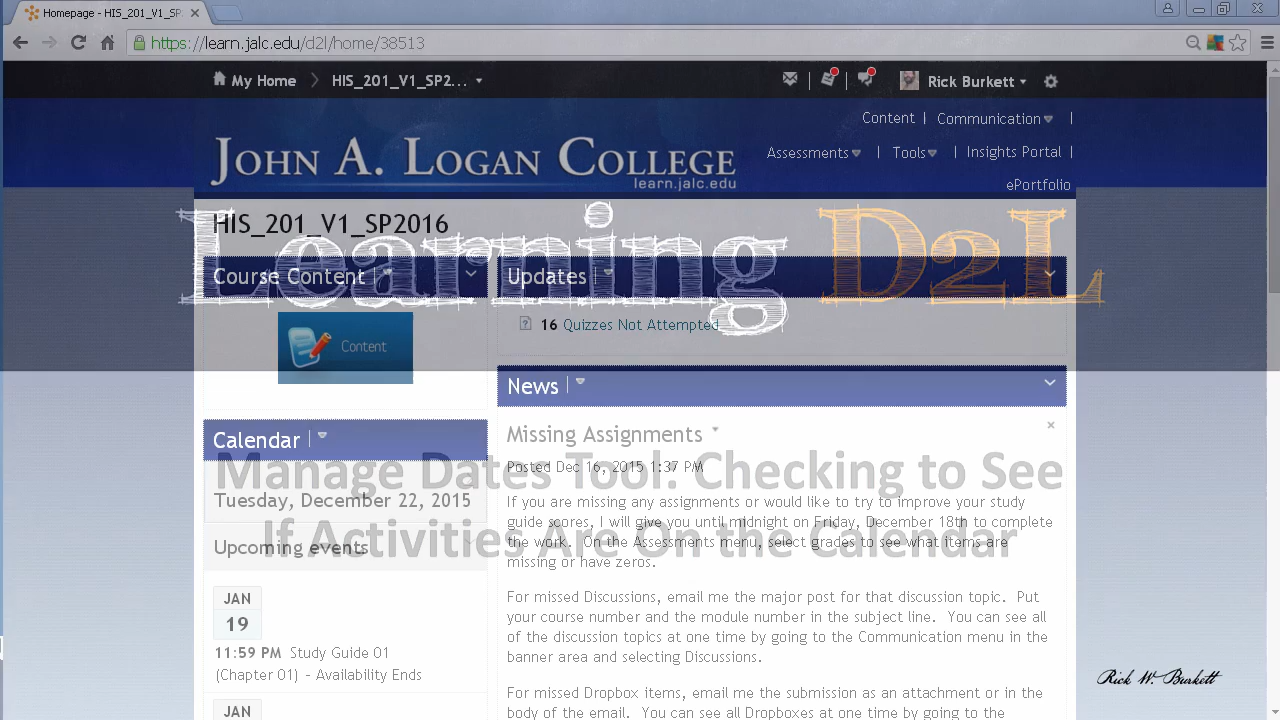 Homepage - HIS_201_V1_SP
https://learn.jalc.edu/d2l/home/38513
My Home
HIS_201_V1_SP2...
Rick Burkett
Content
Communication
Assessments
Tools
Insights Portal
ePortfolio
JOHN A. LOGAN COLLEGE
learn.jalc.edu
HIS_201_V1_SP2016
Learning D2L
Course Content
Updates
16 Quizzes Not Attempted
Content
News
Calendar
Missing Assignments
Posted Dec 16, 2015 1:37 PM
Manage Dates Tool: Checking to See
If Activities Are On the Calendar
Tuesday, December 22, 2015
If you are missing any assignments or would like to try to improve your study
guide scores, I will give you until midnight on Friday, December 18th to complete
the work. On the Assessments menu, select grades to see what items are
missing or have zeros.
Upcoming events
JAN
19
11:59 PM Study Guide 01
(Chapter 01) - Availability Ends
JAN
For missed Discussions, email me the major post for that discussion topic. Put
your course number and the module number in the subject line. You can see all
of the discussion topics at one time by going to the Communication menu in the
banner area and selecting Discussions.
For missed Dropbox items, email me the submission as an attachment or in the
body of the email. You can see all Dropboxes at one time by going to the
Rick W. Burkett